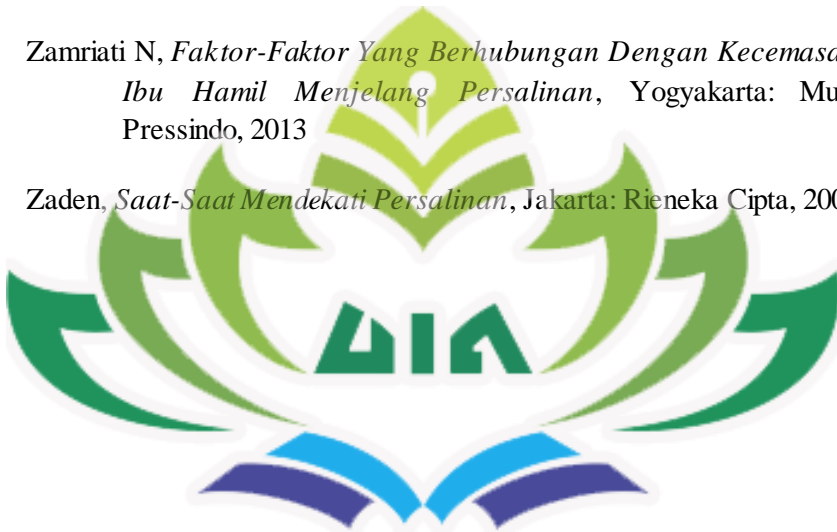 Zamriati N, Faktor-Faktor Yang Berhubungan Dengan Kecemasa
Ibu Hamil Menjelang Persalinan, Yogyakarta: Mu
Pressindo, 2013
Zaden, Saat-Saat Mendekati Persalinan, Jakarta: Rieneka Cipta, 200
UIN